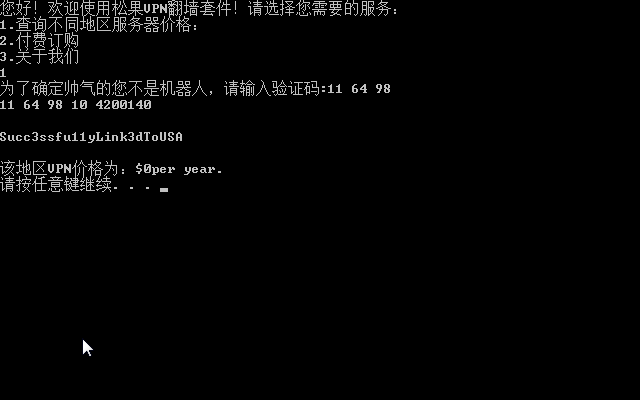 您好！欢迎使用松果VPN翻墙套件！请选择您需要的服务：
1.查询不同地区服务器价格：
2.付费订购
3.关于我们
1
为了确定帅气的您不是机器人，请输入验证码:11 64 98
11 64 98 10 4200140
Succ3ssfu11yLink3dToUSA
该地区VPN价格为：$0per year.
请按任意键继续. . .